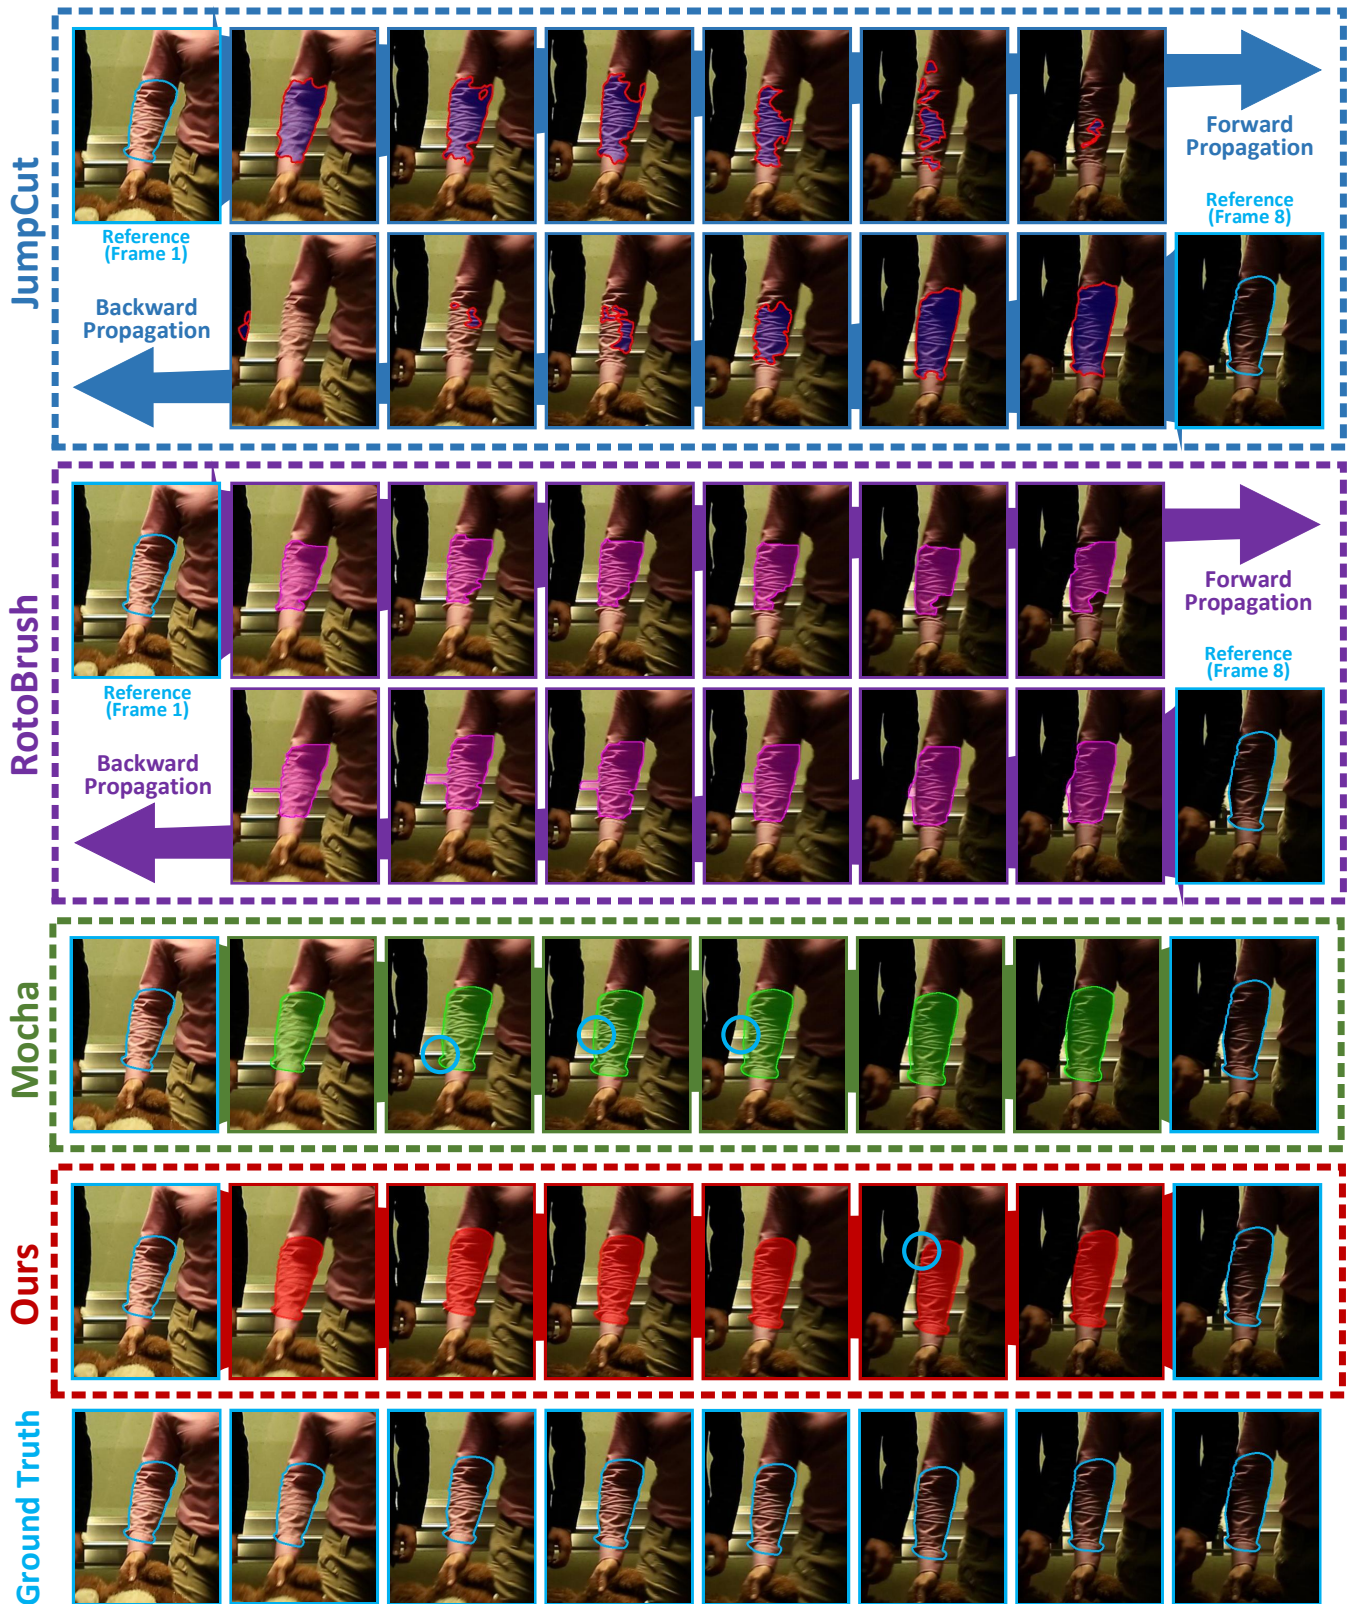 JumpCut
Forward
Propagation
Reference
(Frame 8)
Reference
(Frame 1)
Backward
Propagation
RotoBrush
Forward
Propagation
Reference
(Frame 8)
Reference
(Frame 1)
Backward
Propagation
Mocha
Ours
Ground Truth